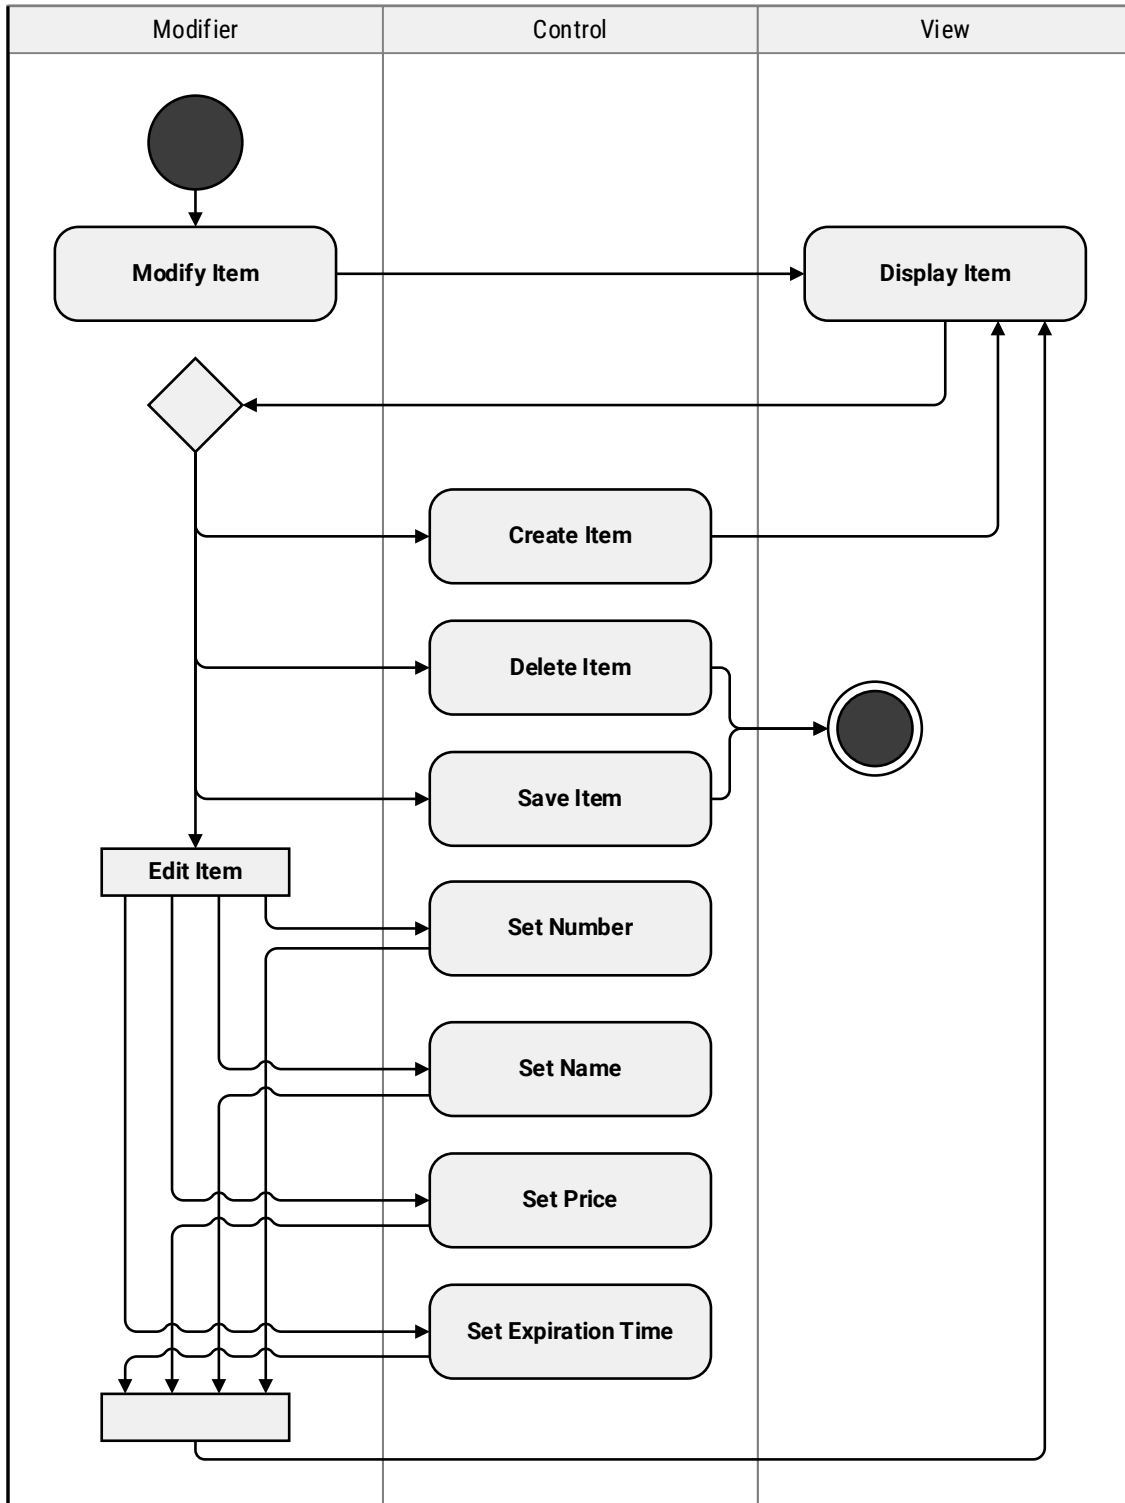 Modifier
Control
View
Modify Item
Display Item
Create Item
Delete Item
Save Item
Edit Item
Set Number
Set Name
Set Price
Set Expiration Time